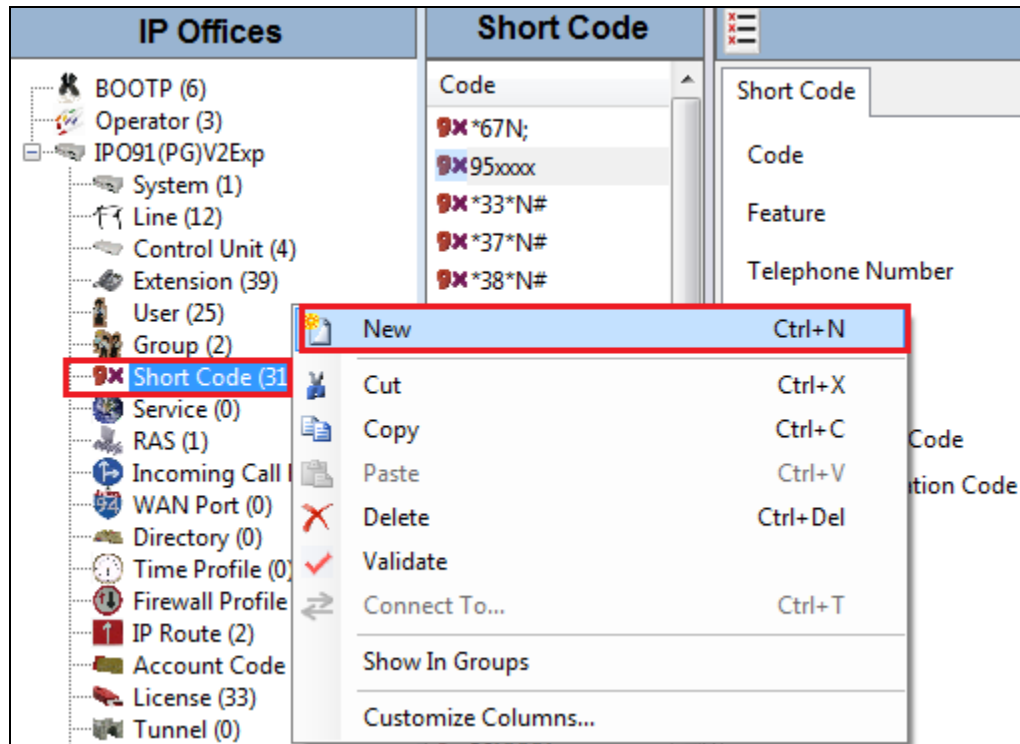 IP Offices
BOOTP (6)
Operator (3)
IPO91(PG)V2Exp
System (1)
Line (12)
Control Unit (4)
Extension (39)
User (25)
Group (2)
Short Code (31
Service (0)
RAS (1)
Incoming Call
WAN Port (0)
Directory (0)
Time Profile (0)
Firewall Profile
IP Route (2)
Account Code
License (33)
Tunnel (0)
Short Code
Code
*67N;
95xxxx
*33*N#
*37*N#
*38*N#
New Ctrl+N
Cut Ctrl+X
Copy Ctrl+C
Paste Ctrl+V
Delete Ctrl+Del
Validate
Connect To... Ctrl+T
Show In Groups
Customize Columns...
Short Code
Code
Feature
Telephone Number
Code
ition Code